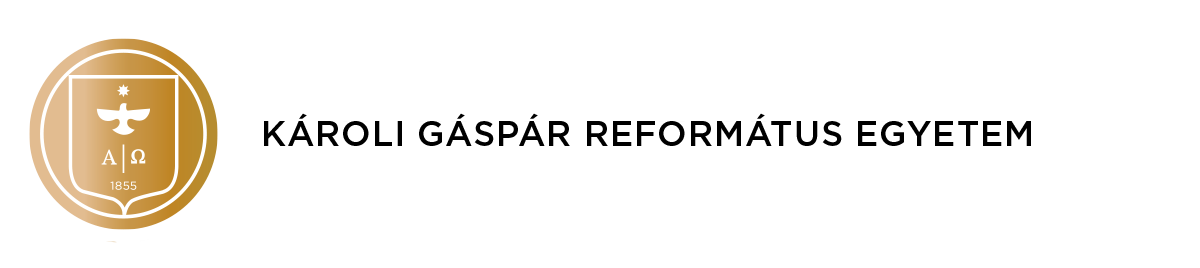 Α Ω
1855
KÁROLI GÁSPÁR REFORMÁTUS EGYETEM